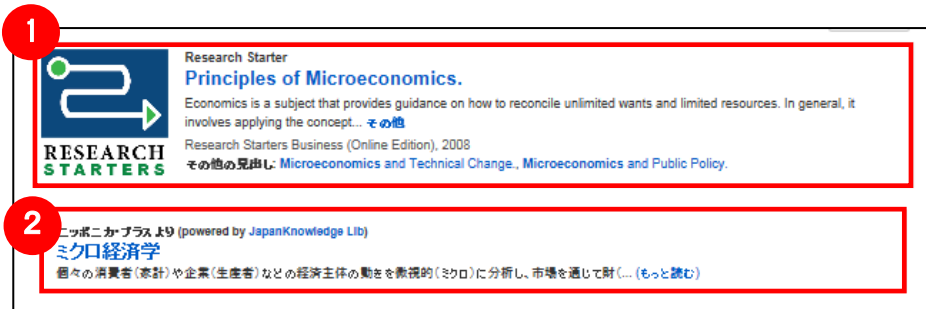 1
Research Starter
Principles of Microeconomics.
Economics is a subject that provides guidance on how to reconcile unlimited wants and limited resources. In general, it
involves applying the concept... その他
Research Starters Business (Online Edition), 2008
その他の見出し: Microeconomics and Technical Change., Microeconomics and Public Policy.
RESEARCH
STARTERS
2
ニッポニカ・プラス より (powered by JapanKnowledge Lib)
ミクロ経済学
個々の消費者(家計)や企業(生産者)などの経済主体の動きを微視的(ミクロ)に分析し、市場を通じて財(... (もっと読む)